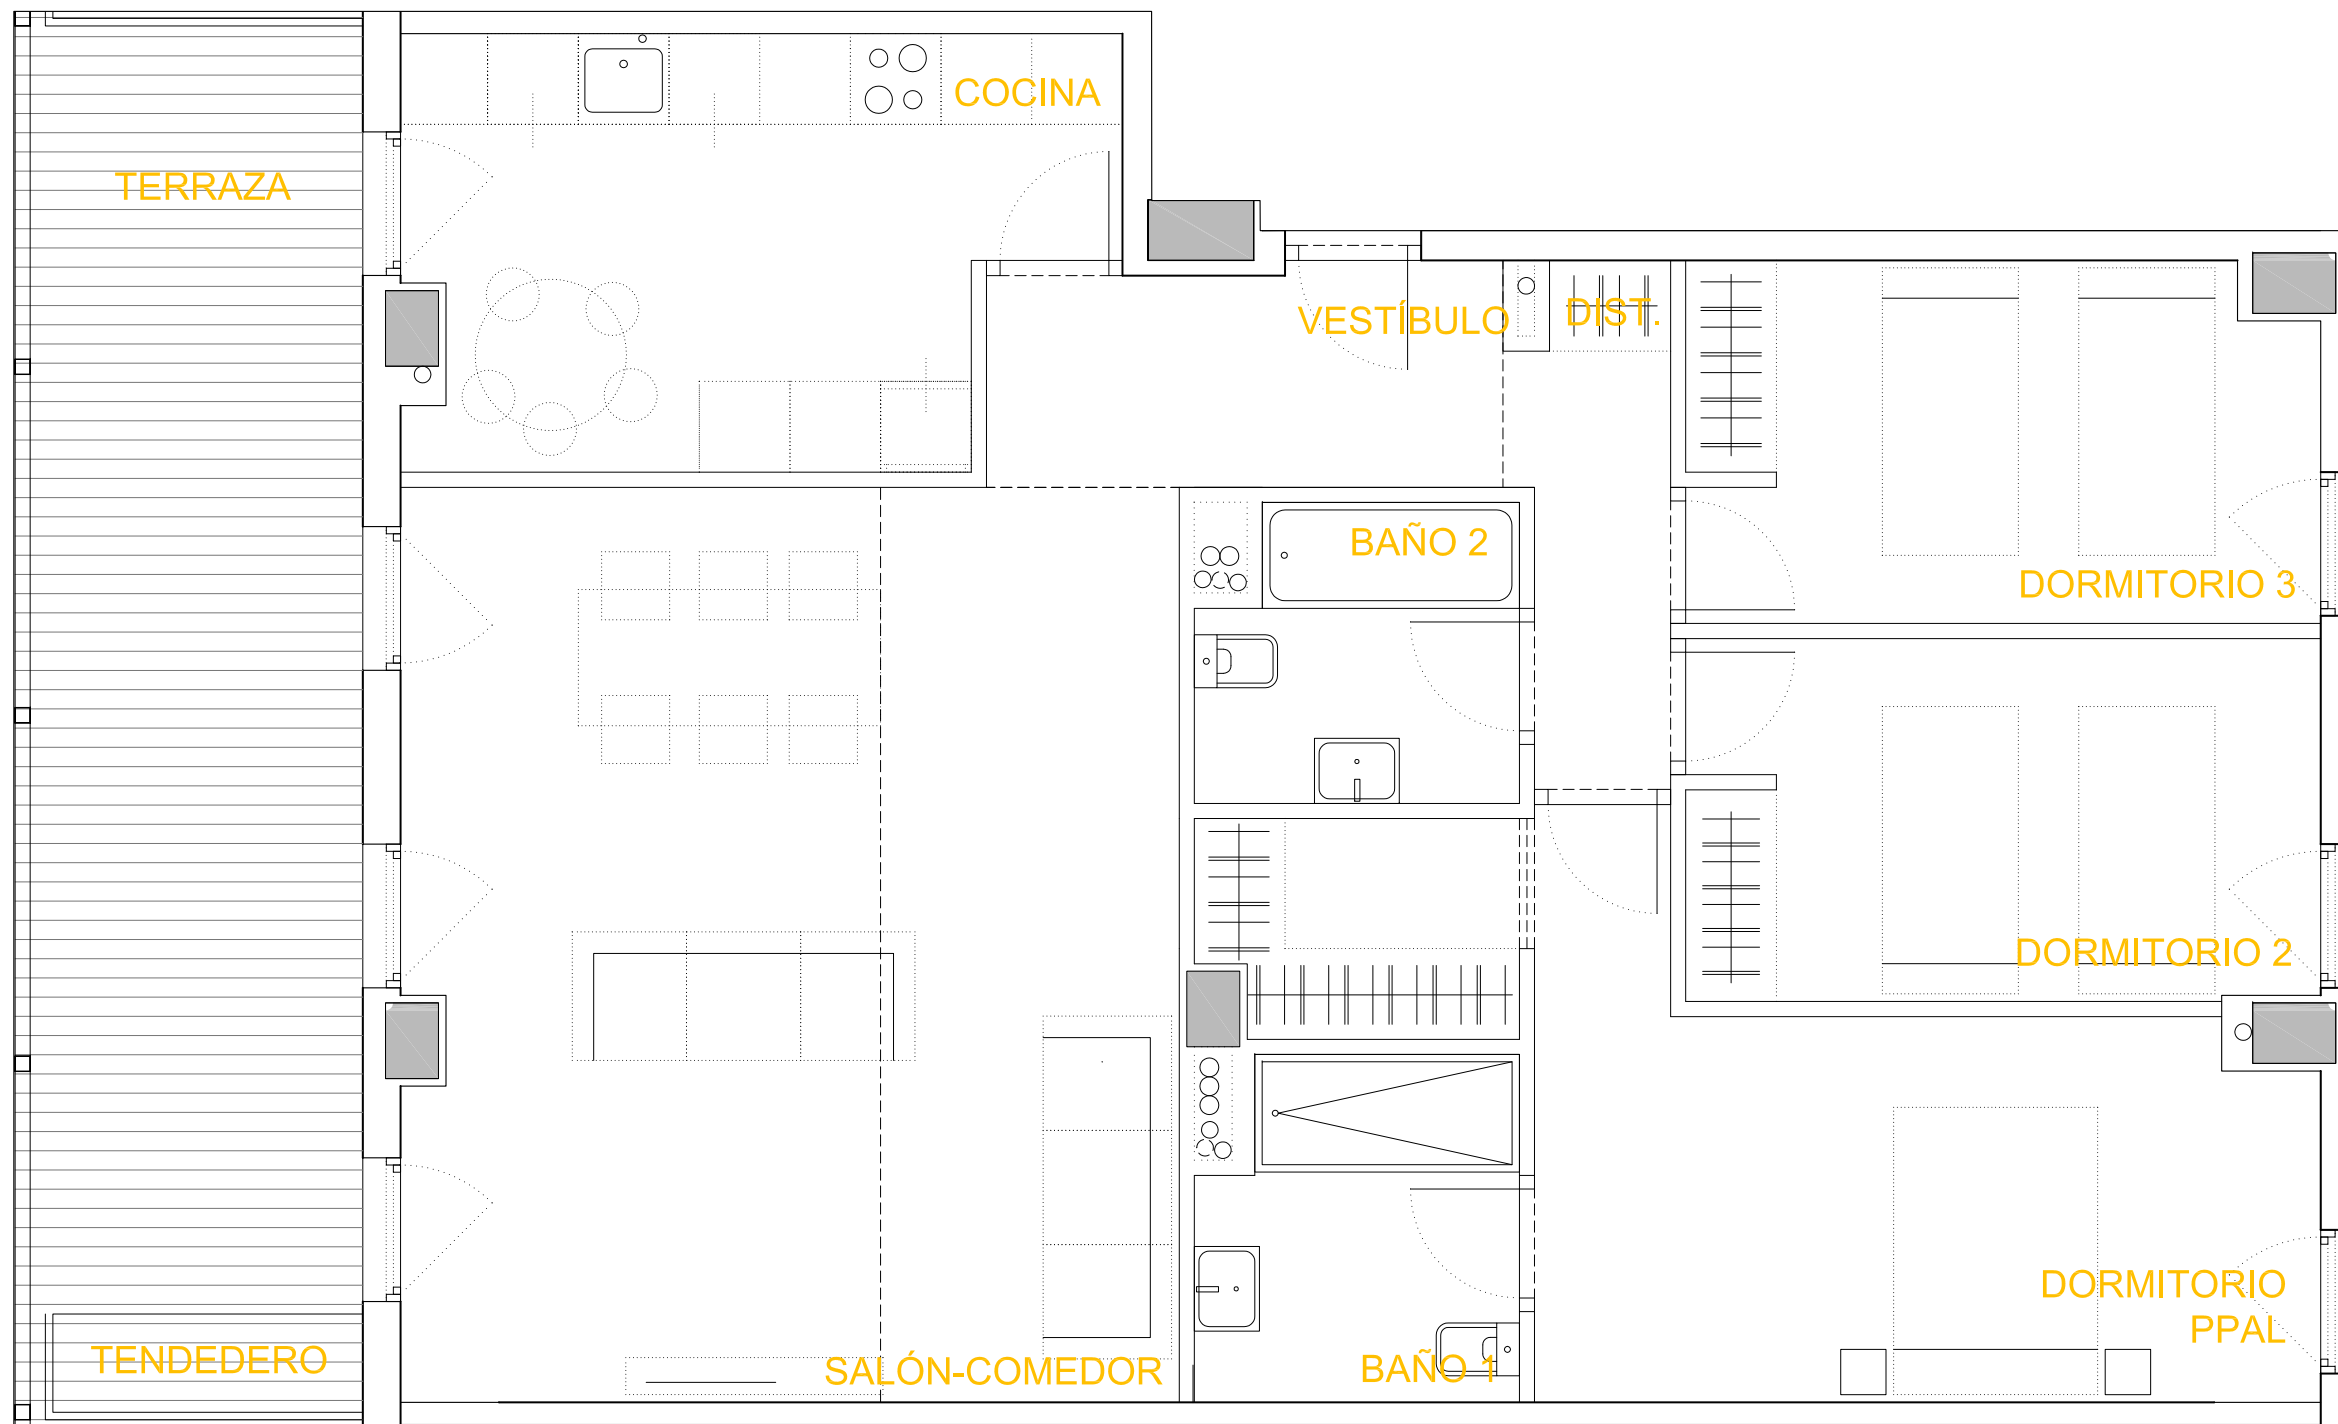 COCINA
TERRAZA
VESTÍBULO
DIST.
BAÑO 2
DORMITORIO 3
DORMITORIO 2
DORMITORIO
PPAL
TENDEDERO
SALÓN-COMEDOR
BAÑO 1